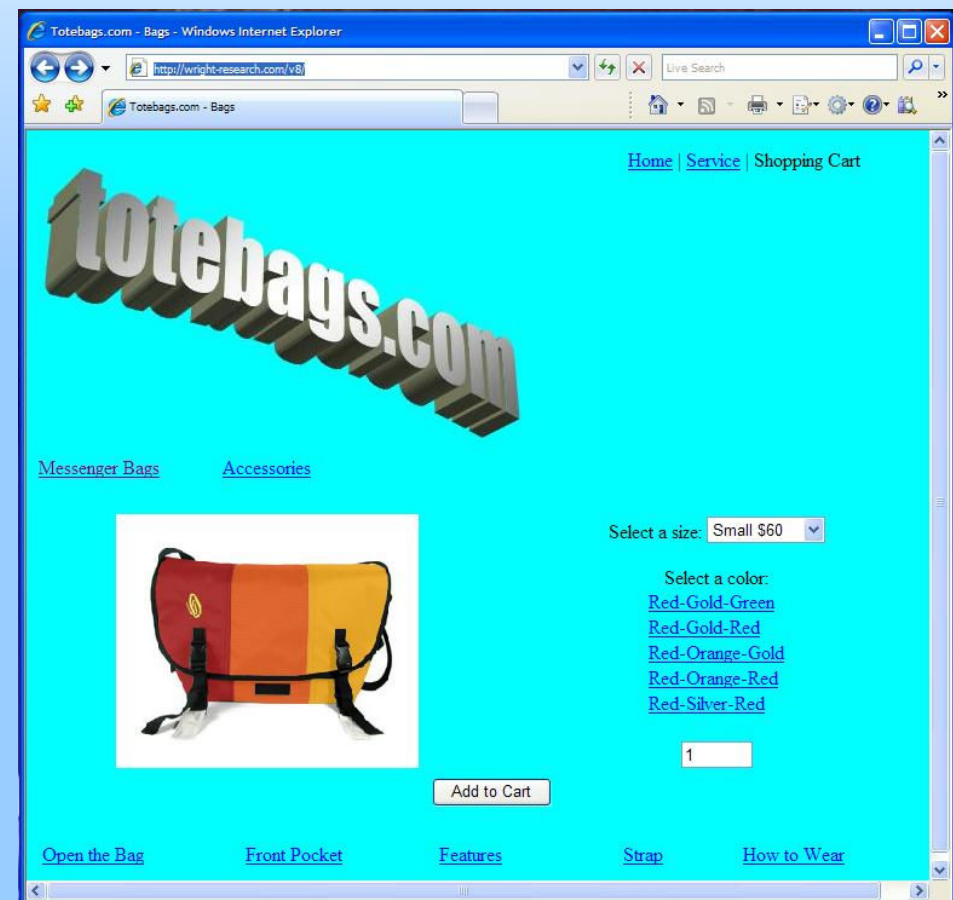 Totebags.com - Bags - Windows Internet Explorer
http://wright-research.com/v8/
Live Search
Totebags.com - Bags
»
Home | Service | Shopping Cart
totebags.com
Messenger Bags Accessories
Select a size: Small $60
Select a color:
Red-Gold-Green
Red-Gold-Red
Red-Orange-Gold
Red-Orange-Red
Red-Silver-Red
1
Add to Cart
Open the Bag Front Pocket Features Strap How to Wear